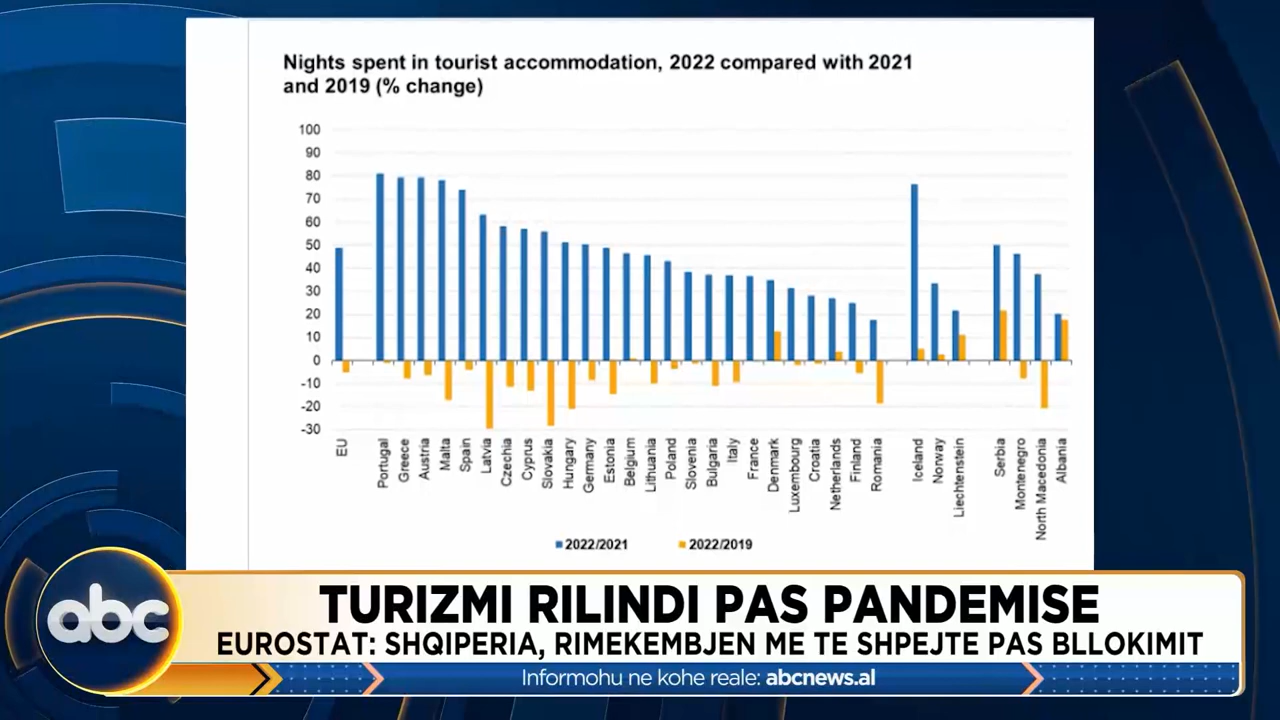 Nights spent in tourist accommodation, 2022 compared with 2021
and 2019 (% change)
100
90
80
70
60
50
40
30
20
10
0
-10
-20
-30
EU
Portugal
Greece
Austria
Malta
Spain
Latvia
Czechia
Cyprus
Slovakia
Hungary
Germany
Estonia
Belgium
Lithuania
Poland
Slovenia
Bulgaria
Italy
France
Denmark
Luxembourg
Croatia
Netherlands
Finland
Romania
Iceland
Norway
Liechtenstein
Serbia
Montenegro
North Macedonia
Albania
2022/2021 2022/2019
abc
TURIZMI RILINDI PAS PANDEMISE
EUROSTAT: SHQIPERIA, RIMEKEMBJEN ME TE SHPEJTE PAS BLLOKIMIT
Informohu ne kohe reale: abcnews.al